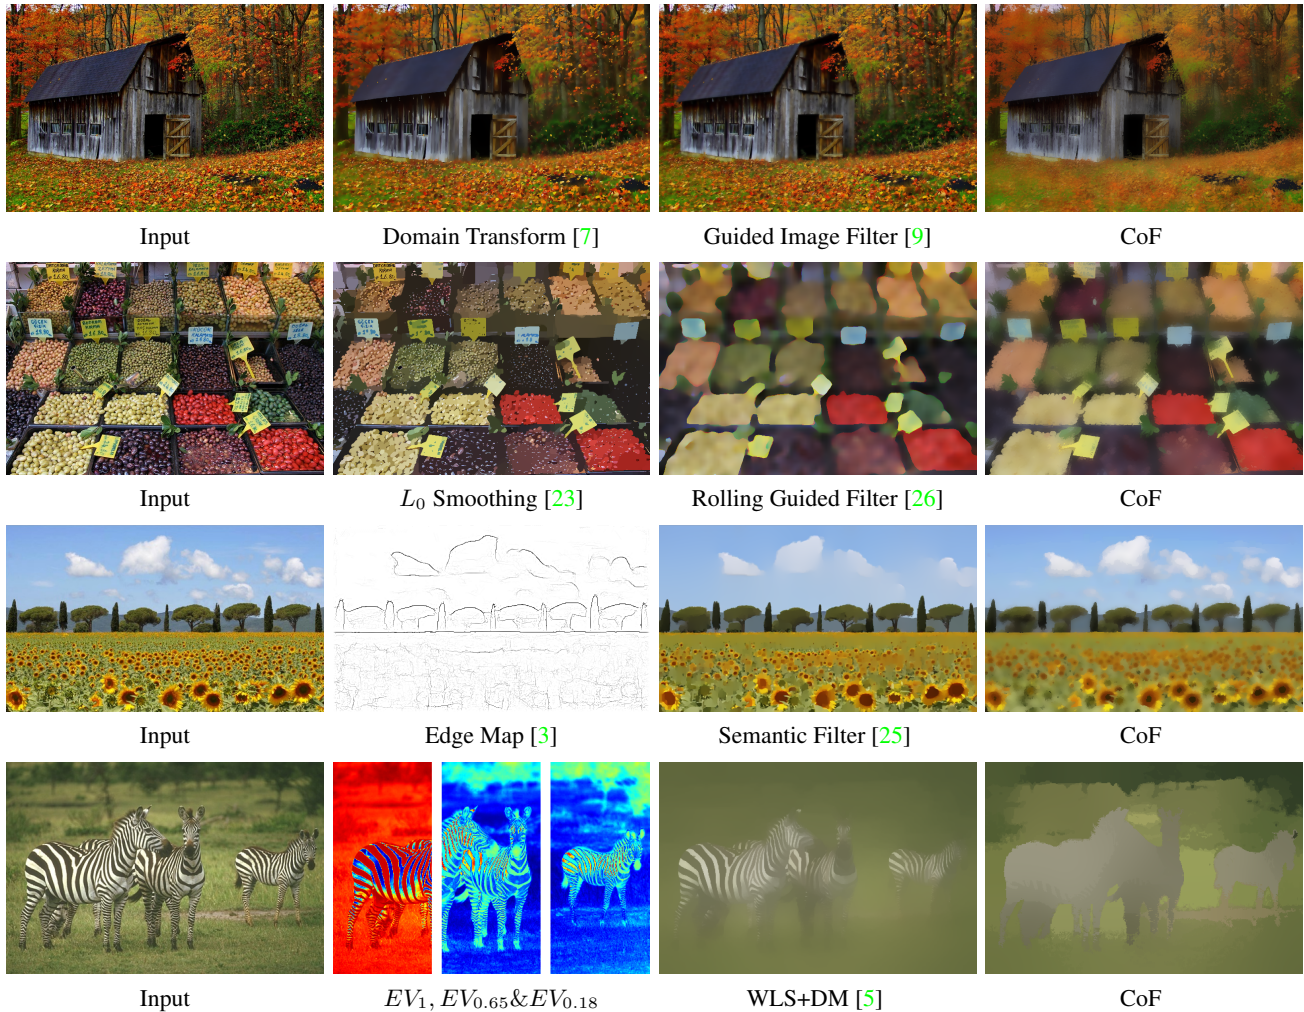 Input
Domain Transform [7]
Guided Image Filter [9]
CoF
Input
L₀ Smoothing [23]
Rolling Guided Filter [26]
CoF
Input
Edge Map [3]
Semantic Filter [25]
CoF
Input
EV₁, EV₀.₆₅&EV₀.₁₈
WLS+DM [5]
CoF